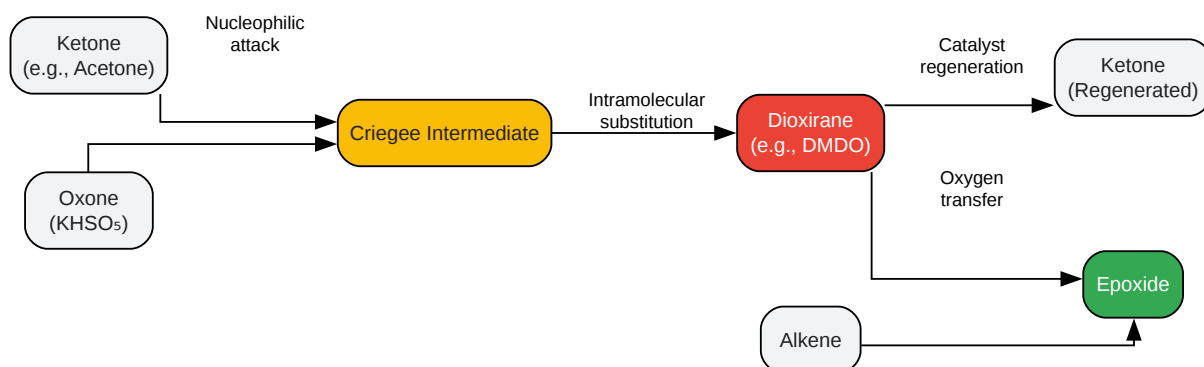 Nucleophilic
attack
Ketone
(e.g., Acetone)
Oxone
(KHSO₅)
Criegee Intermediate
Intramolecular
substitution
Dioxirane
(e.g., DMDO)
Catalyst
regeneration
Ketone
(Regenerated)
Oxygen
transfer
Epoxide
Alkene